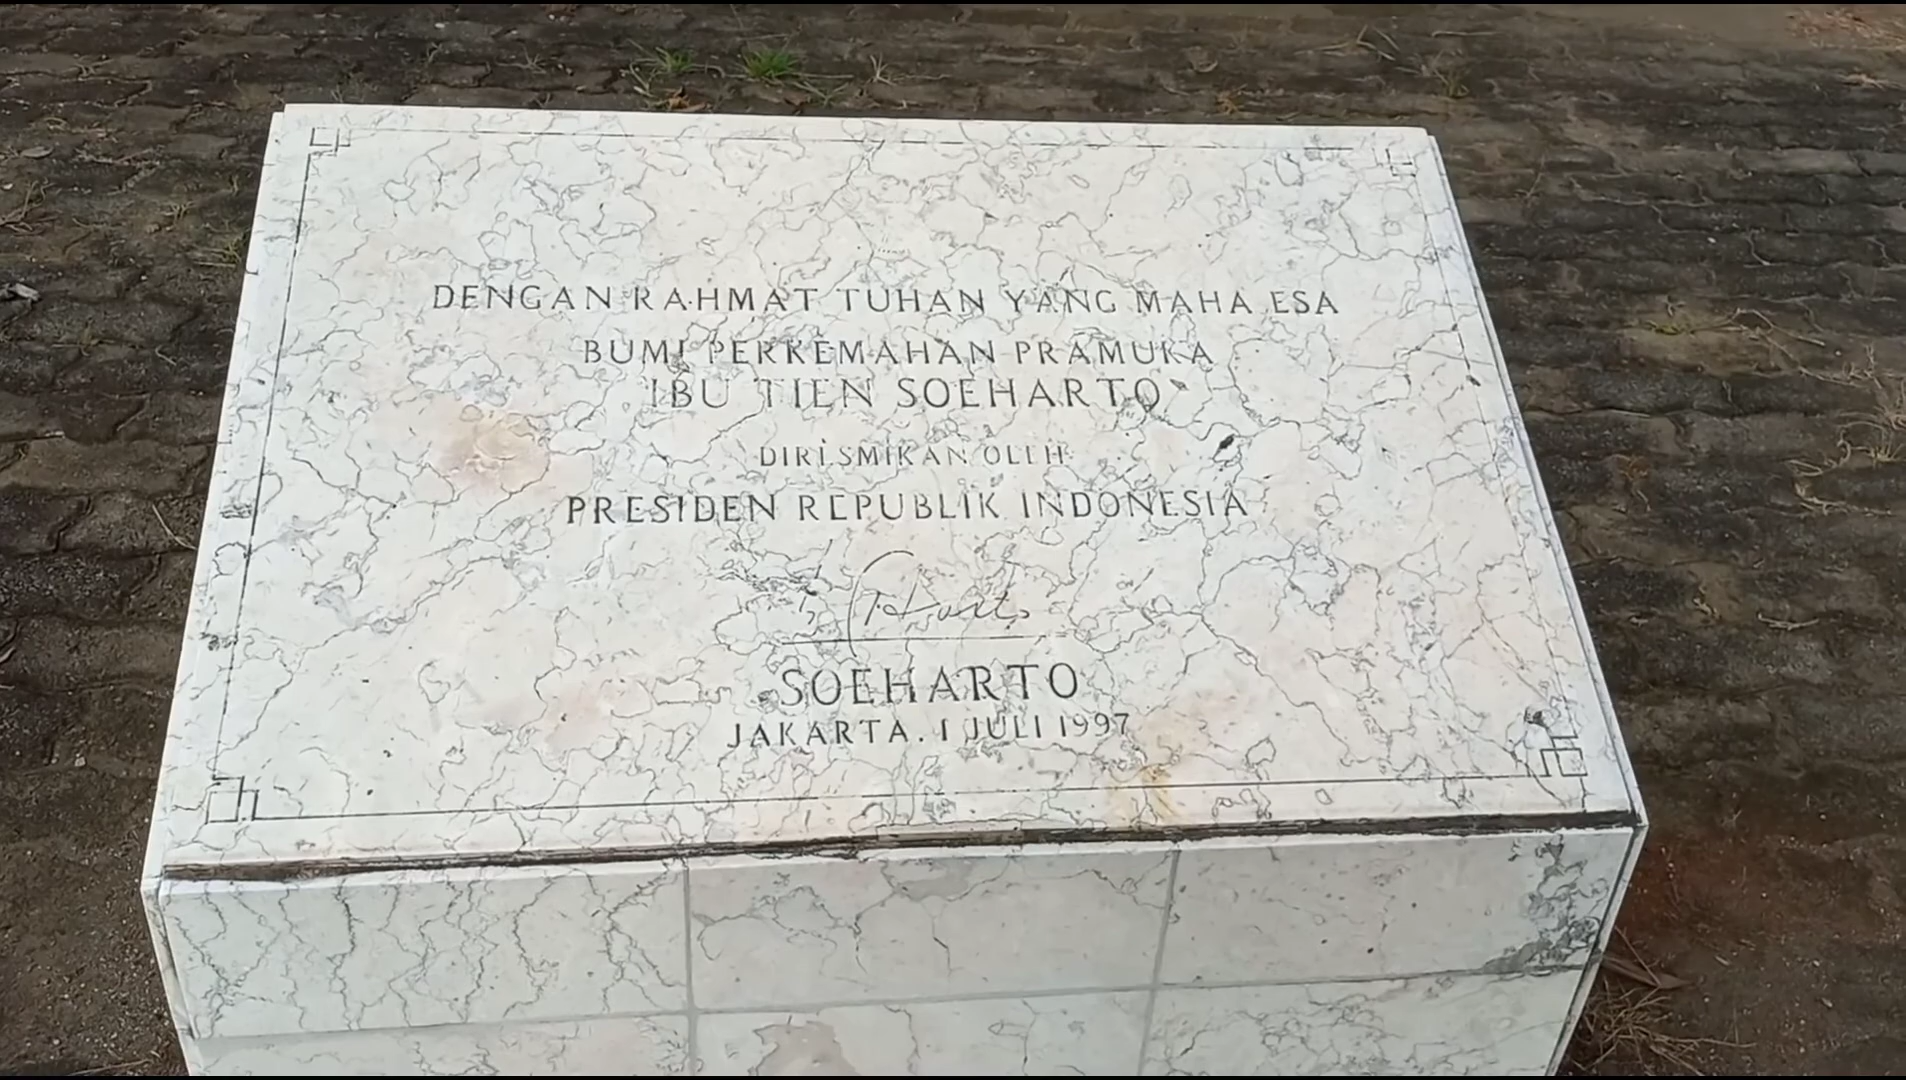 DENGAN RAHMAT TUHAN YANG MAHA ESA
BUMI PERKEMAHAN PRAMUKA
IBU TIEN SOEHARTO
DIRESMIKAN OLEH
PRESIDEN REPUBLIK INDONESIA
SOEHARTO
JAKARTA. 1 JULI 1997